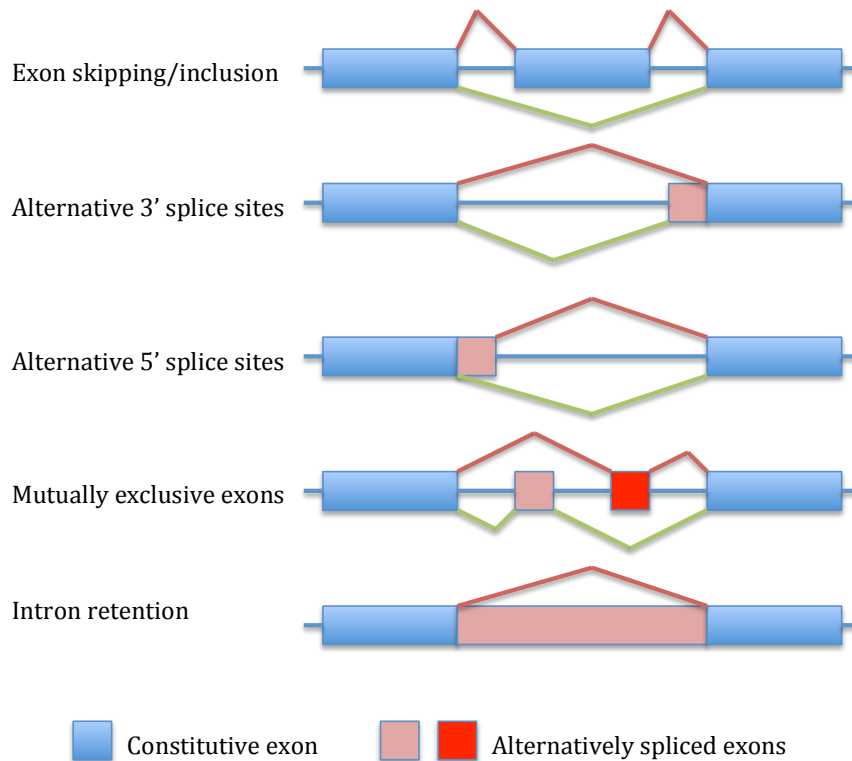 Exon skipping/inclusion
Alternative 3’ splice sites
Alternative 5’ splice sites
Mutually exclusive exons
Intron retention
Constitutive exon
Alternatively spliced exons